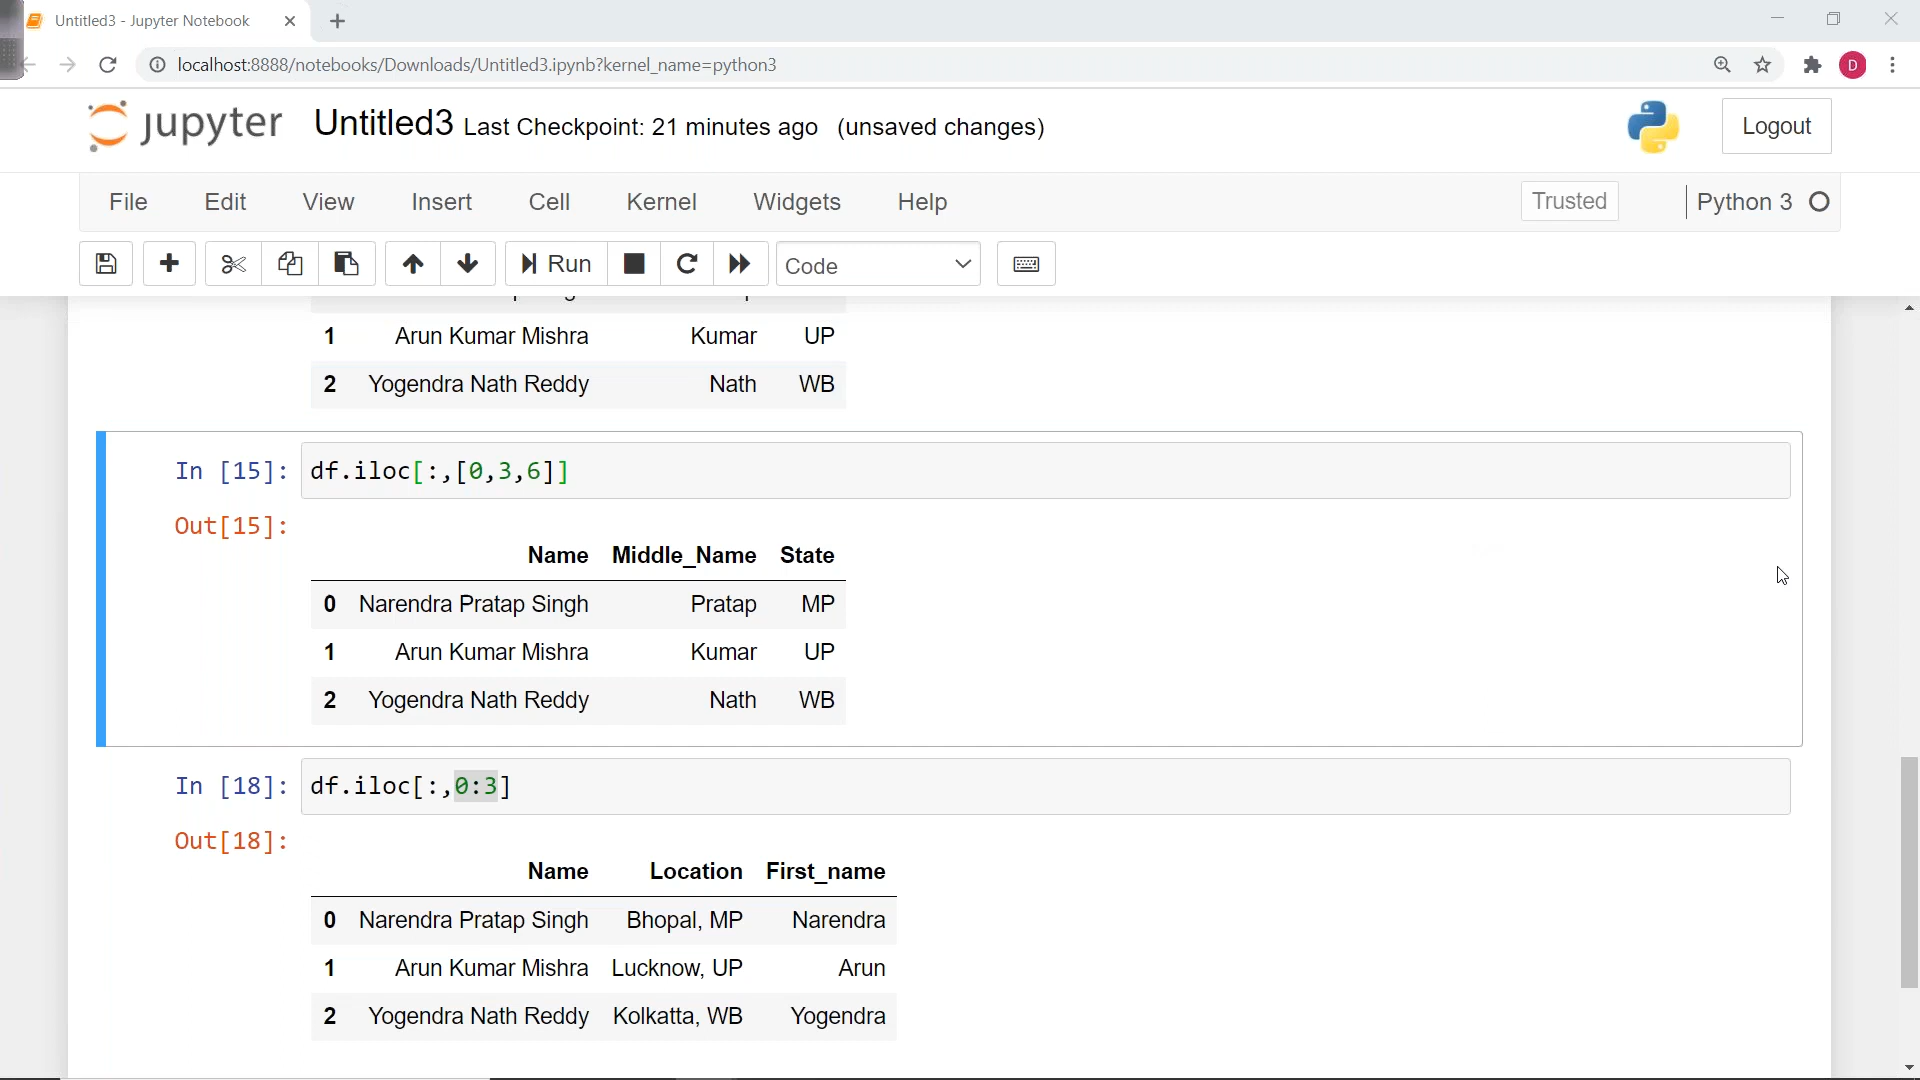 Untitled3 - Jupyter Notebook
localhost:8888/notebooks/Downloads/Untitled3.ipynb?kernel_name=python3
D
jupyter Untitled3 Last Checkpoint: 21 minutes ago (unsaved changes)
Logout
File Edit View Insert Cell Kernel Widgets Help
Trusted Python 3
Run Code
1 Arun Kumar Mishra Kumar UP
2 Yogendra Nath Reddy Nath WB
In [15]: df.iloc[:,[0,3,6]]
Out[15]:
Name Middle_Name State
0 Narendra Pratap Singh Pratap MP
1 Arun Kumar Mishra Kumar UP
2 Yogendra Nath Reddy Nath WB
In [18]: df.iloc[:,0:3]
Out[18]:
Name Location First_name
0 Narendra Pratap Singh Bhopal, MP Narendra
1 Arun Kumar Mishra Lucknow, UP Arun
2 Yogendra Nath Reddy Kolkatta, WB Yogendra